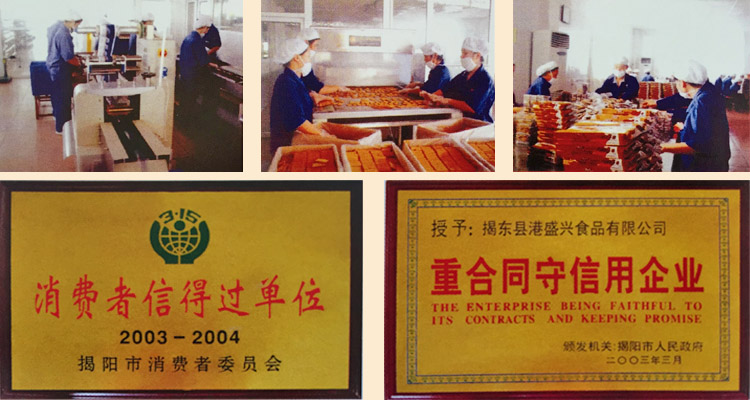 3·15
消费者信得过单位
2003-2004
揭阳市消费者委员会
授予:揭东县港盛兴食品有限公司
重合同守信用企业
THE ENTERPRISE BEING FAITHFUL TO
ITS CONTRACTS AND KEEPING PROMISE
颁发机关:揭阳市人民政府
二〇〇三年三月